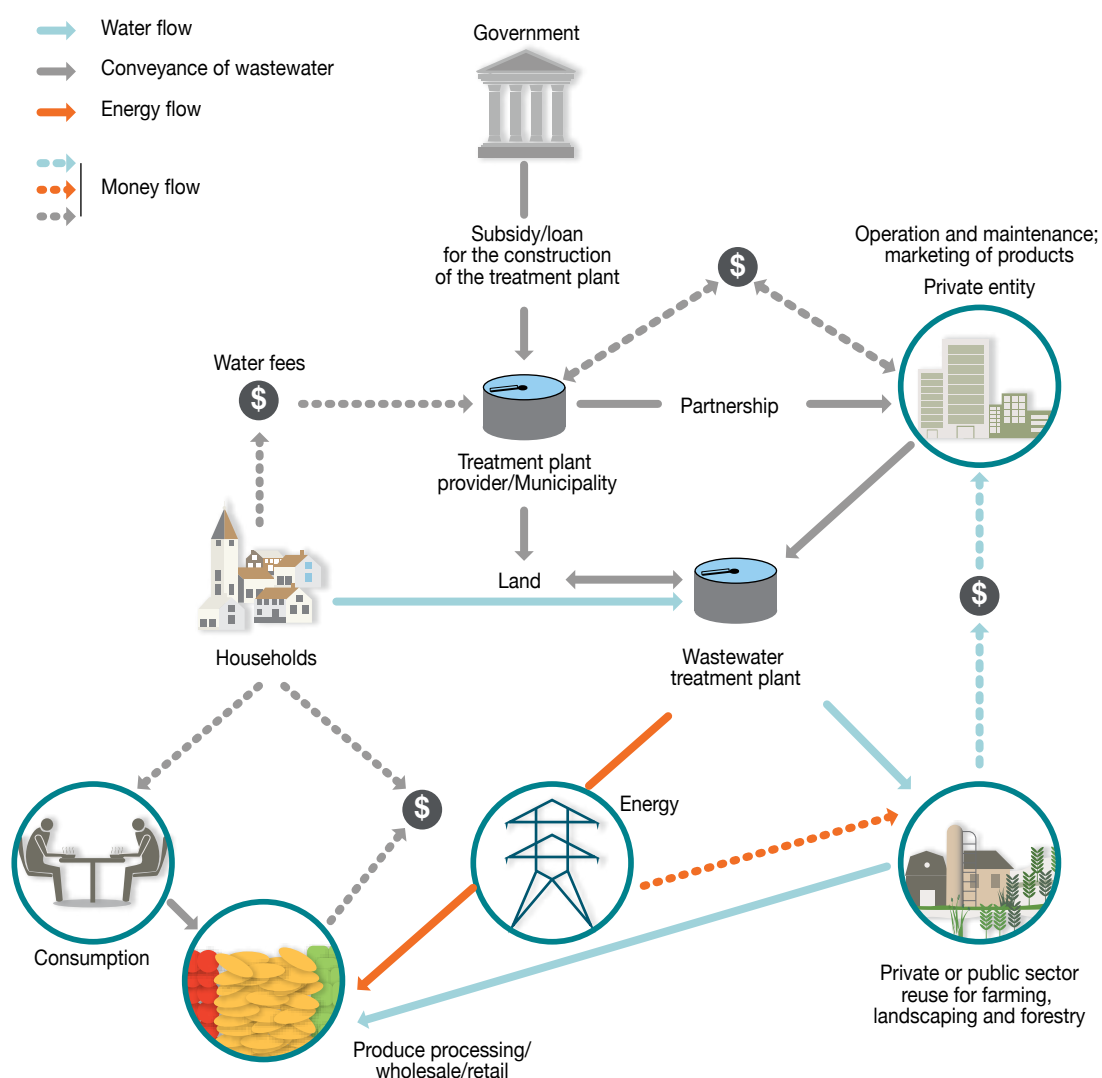 Water flow
Conveyance of wastewater
Energy flow
Money flow
Government
Subsidy/loan
for the construction
of the treatment plant
$
Operation and maintenance;
marketing of products
Private entity
Water fees
$
Partnership
Treatment plant
provider/Municipality
Land
$
Households
Wastewater
treatment plant
$
Energy
Consumption
Private or public sector
reuse for farming,
landscaping and forestry
Produce processing/
wholesale/retail